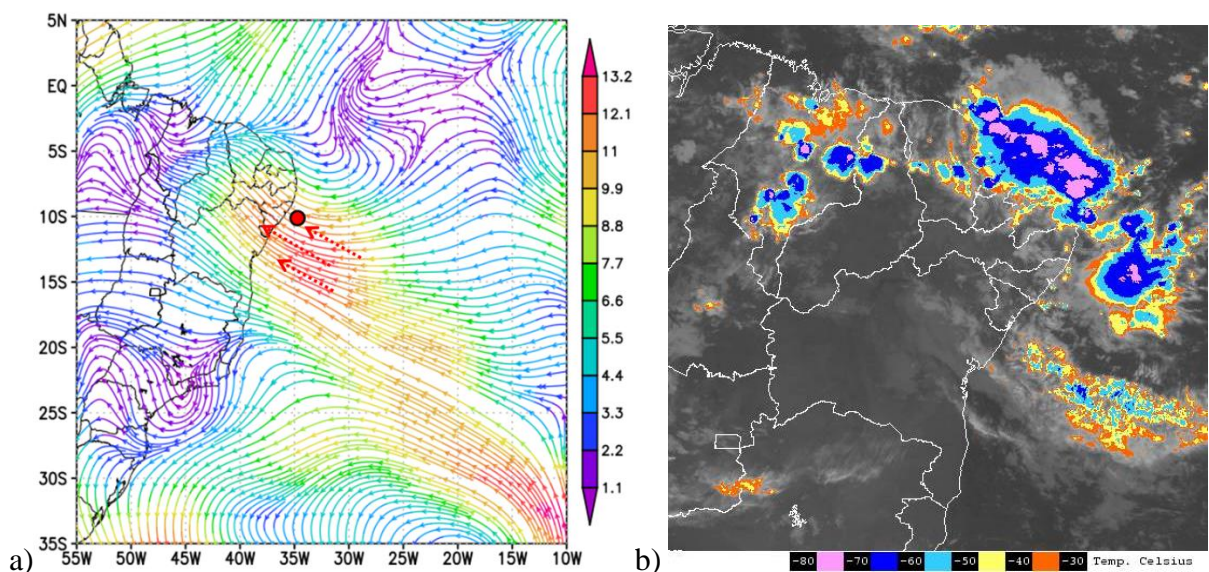 5N
EQ
5S
10S
15S
20S
25S
30S
35S
55W 50W 45W 40W 35W 30W 25W 20W 15W 10W
13.2
12.1
11
9.9
8.8
7.7
6.6
5.5
4.4
3.3
2.2
1.1
a)
b)
-80 -70 -60 -50 -40 -30 Temp. Celsius